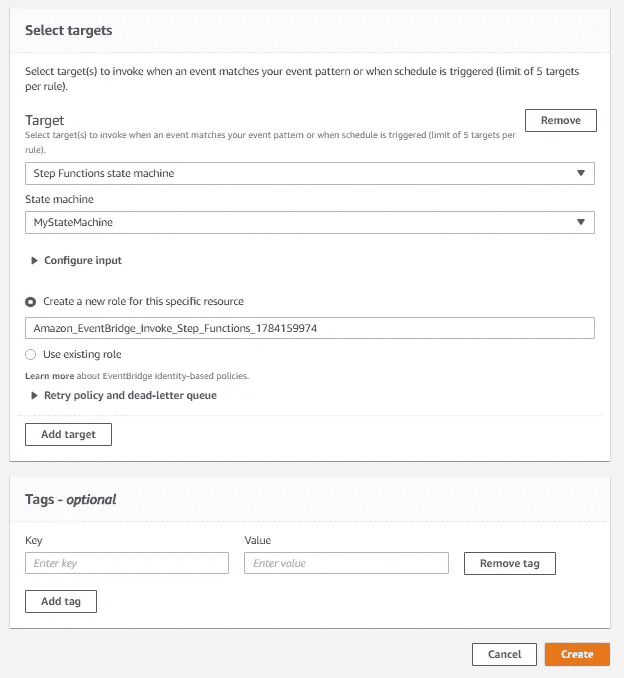 Select targets
Select target(s) to invoke when an event matches your event pattern or when schedule is triggered (limit of 5 targets
per rule).
Target
Remove
Select target(s) to invoke when an event matches your event pattern or when schedule is triggered (limit of 5 targets per
rule).
Step Functions state machine
State machine
MyStateMachine
Configure input
Create a new role for this specific resource
Amazon_EventBridge_Invoke_Step_Functions_1784159974
Use existing role
Learn more about EventBridge identity-based policies.
Retry policy and dead-letter queue
Add target
Tags - optional
Key Value
Enter key Enter value Remove tag
Add tag
Cancel Create